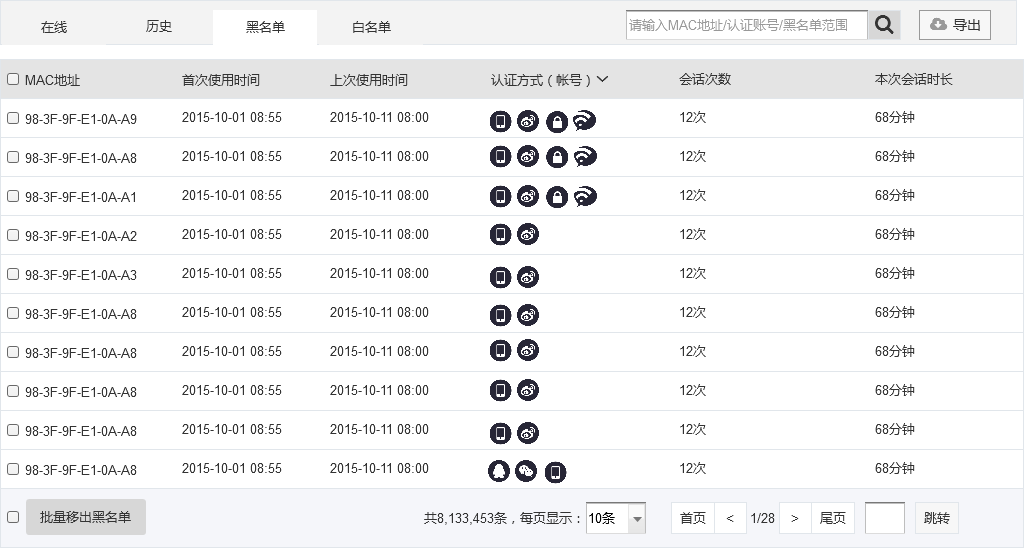 在线 历史 黑名单 白名单 请输入MAC地址/认证账号/黑名单范围 导出
MAC地址 首次使用时间 上次使用时间 认证方式（帐号） 会话次数 本次会话时长
98-3F-9F-E1-0A-A9 2015-10-01 08:55 2015-10-11 08:00 12次 68分钟
98-3F-9F-E1-0A-A8 2015-10-01 08:55 2015-10-11 08:00 12次 68分钟
98-3F-9F-E1-0A-A1 2015-10-01 08:55 2015-10-11 08:00 12次 68分钟
98-3F-9F-E1-0A-A2 2015-10-01 08:55 2015-10-11 08:00 12次 68分钟
98-3F-9F-E1-0A-A3 2015-10-01 08:55 2015-10-11 08:00 12次 68分钟
98-3F-9F-E1-0A-A8 2015-10-01 08:55 2015-10-11 08:00 12次 68分钟
98-3F-9F-E1-0A-A8 2015-10-01 08:55 2015-10-11 08:00 12次 68分钟
98-3F-9F-E1-0A-A8 2015-10-01 08:55 2015-10-11 08:00 12次 68分钟
98-3F-9F-E1-0A-A8 2015-10-01 08:55 2015-10-11 08:00 12次 68分钟
98-3F-9F-E1-0A-A8 2015-10-01 08:55 2015-10-11 08:00 12次 68分钟
批量移出黑名单 共8,133,453条，每页显示： 10条 首页 < 1/28 > 尾页 跳转